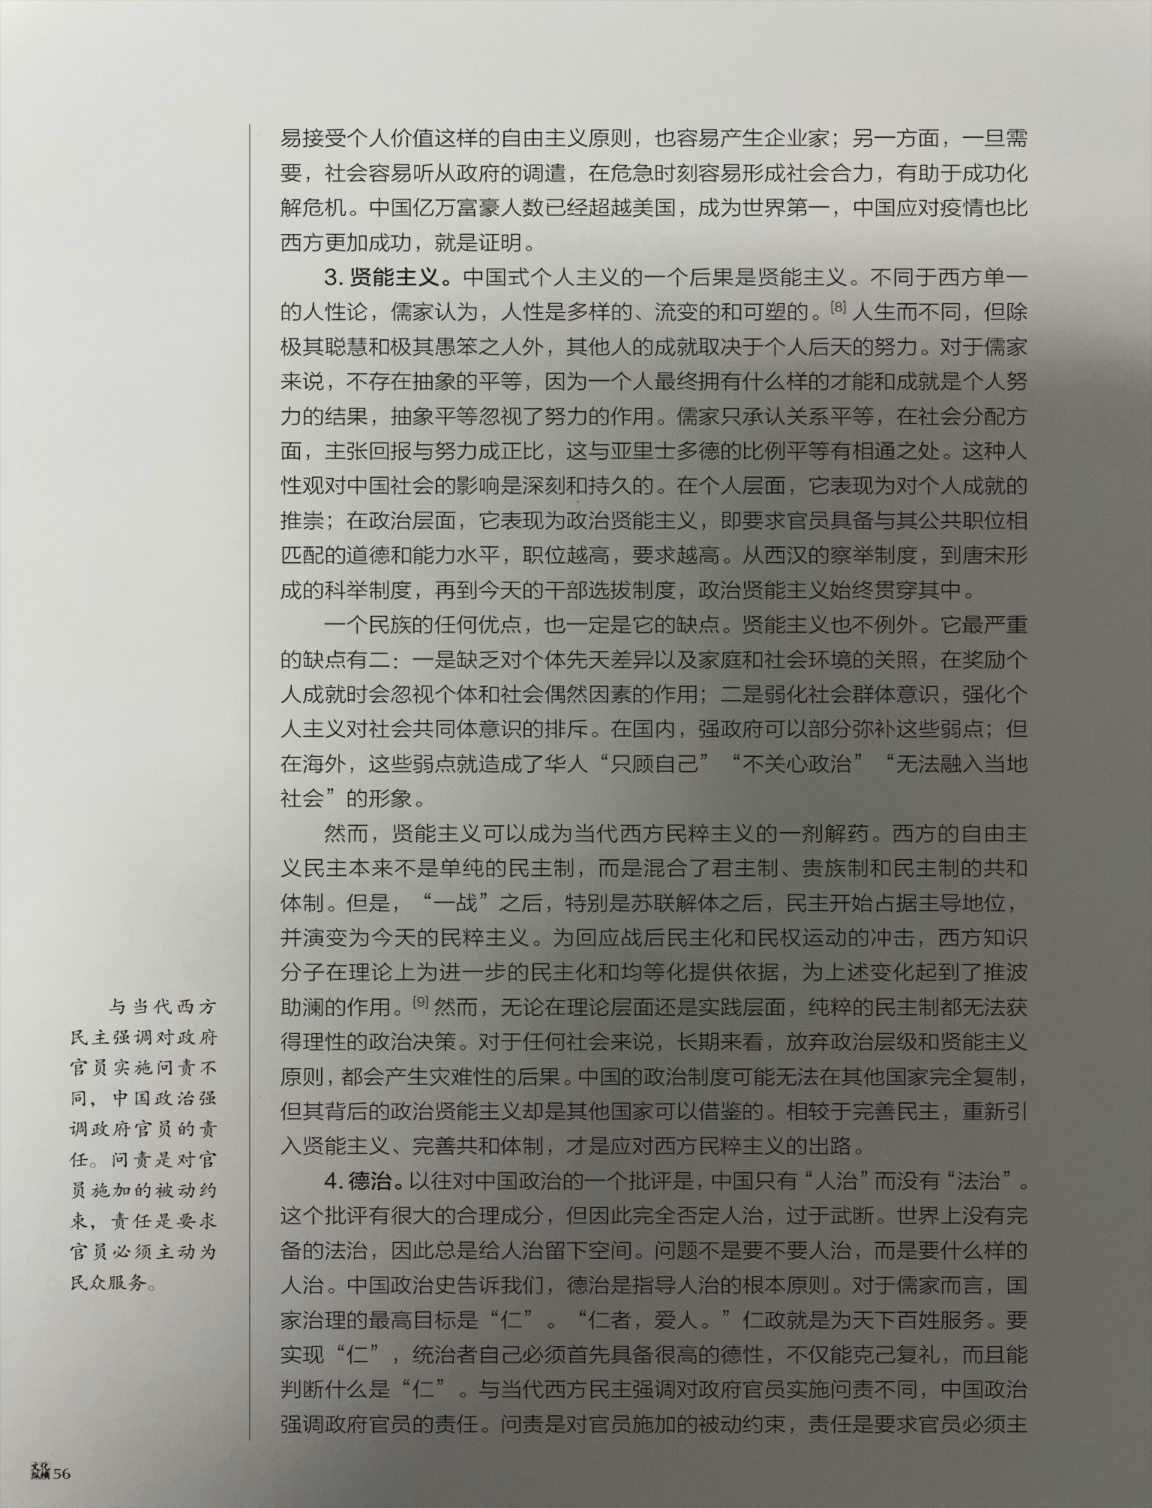 易接受个人价值这样的自由主义原则，也容易产生企业家；另一方面，一旦需
要，社会容易听从政府的调遣，在危急时刻容易形成社会合力，有助于成功化
解危机。中国亿万富豪人数已经超越美国，成为世界第一，中国应对疫情也比
西方更加成功，就是证明。
3. 贤能主义。中国式个人主义的一个后果是贤能主义。不同于西方单一
的人性论，儒家认为，人性是多样的、流变的和可塑的。[8] 人生而不同，但除
极其聪慧和极其愚笨之人外，其他人的成就取决于个人后天的努力。对于儒家
来说，不存在抽象的平等，因为一个人最终拥有什么样的才能和成就是个人努
力的结果，抽象平等忽视了努力的作用。儒家只承认关系平等，在社会分配方
面，主张回报与努力成正比，这与亚里士多德的比例平等有相通之处。这种人
性观对中国社会的影响是深刻和持久的。在个人层面，它表现为对个人成就的
推崇；在政治层面，它表现为政治贤能主义，即要求官员具备与其公共职位相
匹配的道德和能力水平，职位越高，要求越高。从西汉的察举制度，到唐宋形
成的科举制度，再到今天的干部选拔制度，政治贤能主义始终贯穿其中。
一个民族的任何优点，也一定是它的缺点。贤能主义也不例外。它最严重
的缺点有二：一是缺乏对个体先天差异以及家庭和社会环境的关照，在奖励个
人成就时会忽视个体和社会偶然因素的作用；二是弱化社会群体意识，强化个
人主义对社会共同体意识的排斥。在国内，强政府可以部分弥补这些弱点；但
在海外，这些弱点就造成了华人“只顾自己”“不关心政治”“无法融入当地
社会”的形象。
然而，贤能主义可以成为当代西方民粹主义的一剂解药。西方的自由主
义民主本来不是单纯的民主制，而是混合了君主制、贵族制和民主制的共和
体制。但是，“一战”之后，特别是苏联解体之后，民主开始占据主导地位，
并演变为今天的民粹主义。为回应战后民主化和民权运动的冲击，西方知识
分子在理论上为进一步的民主化和均等化提供依据，为上述变化起到了推波
助澜的作用。[9] 然而，无论在理论层面还是实践层面，纯粹的民主制都无法获
得理性的政治决策。对于任何社会来说，长期来看，放弃政治层级和贤能主义
原则，都会产生灾难性的后果。中国的政治制度可能无法在其他国家完全复制，
但其背后的政治贤能主义却是其他国家可以借鉴的。相较于完善民主，重新引
入贤能主义、完善共和体制，才是应对西方民粹主义的出路。
4. 德治。以往对中国政治的一个批评是，中国只有“人治”而没有“法治”。
这个批评有很大的合理成分，但因此完全否定人治，过于武断。世界上没有完
备的法治，因此总是给人治留下空间。问题不是要不要人治，而是要什么样的
人治。中国政治史告诉我们，德治是指导人治的根本原则。对于儒家而言，国
家治理的最高目标是“仁”。“仁者，爱人。”仁政就是为天下百姓服务。要
实现“仁”，统治者自己必须首先具备很高的德性，不仅能克己复礼，而且能
判断什么是“仁”。与当代西方民主强调对政府官员实施问责不同，中国政治
强调政府官员的责任。问责是对官员施加的被动约束，责任是要求官员必须主
与当代西方
民主强调对政府
官员实施问责不
同，中国政治强
调政府官员的责
任。问责是对官
员施加的被动约
束，责任是要求
官员必须主动为
民众服务。
文化
纵横 56